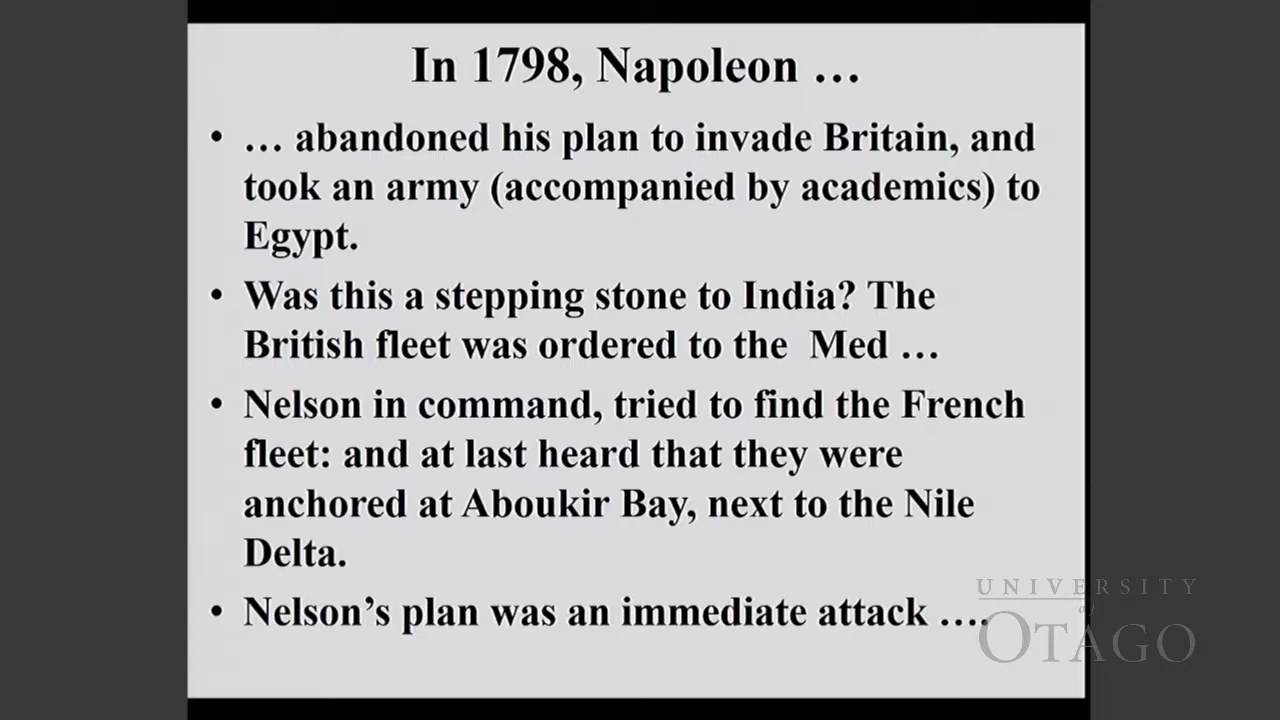 In 1798, Napoleon …
• … abandoned his plan to invade Britain, and
took an army (accompanied by academics) to
Egypt.
• Was this a stepping stone to India? The
British fleet was ordered to the  Med …
• Nelson in command, tried to find the French
fleet: and at last heard that they were
anchored at Aboukir Bay, next to the Nile
Delta.
• Nelson’s plan was an immediate attack ….
UNIVERSITY
of
OTAGO